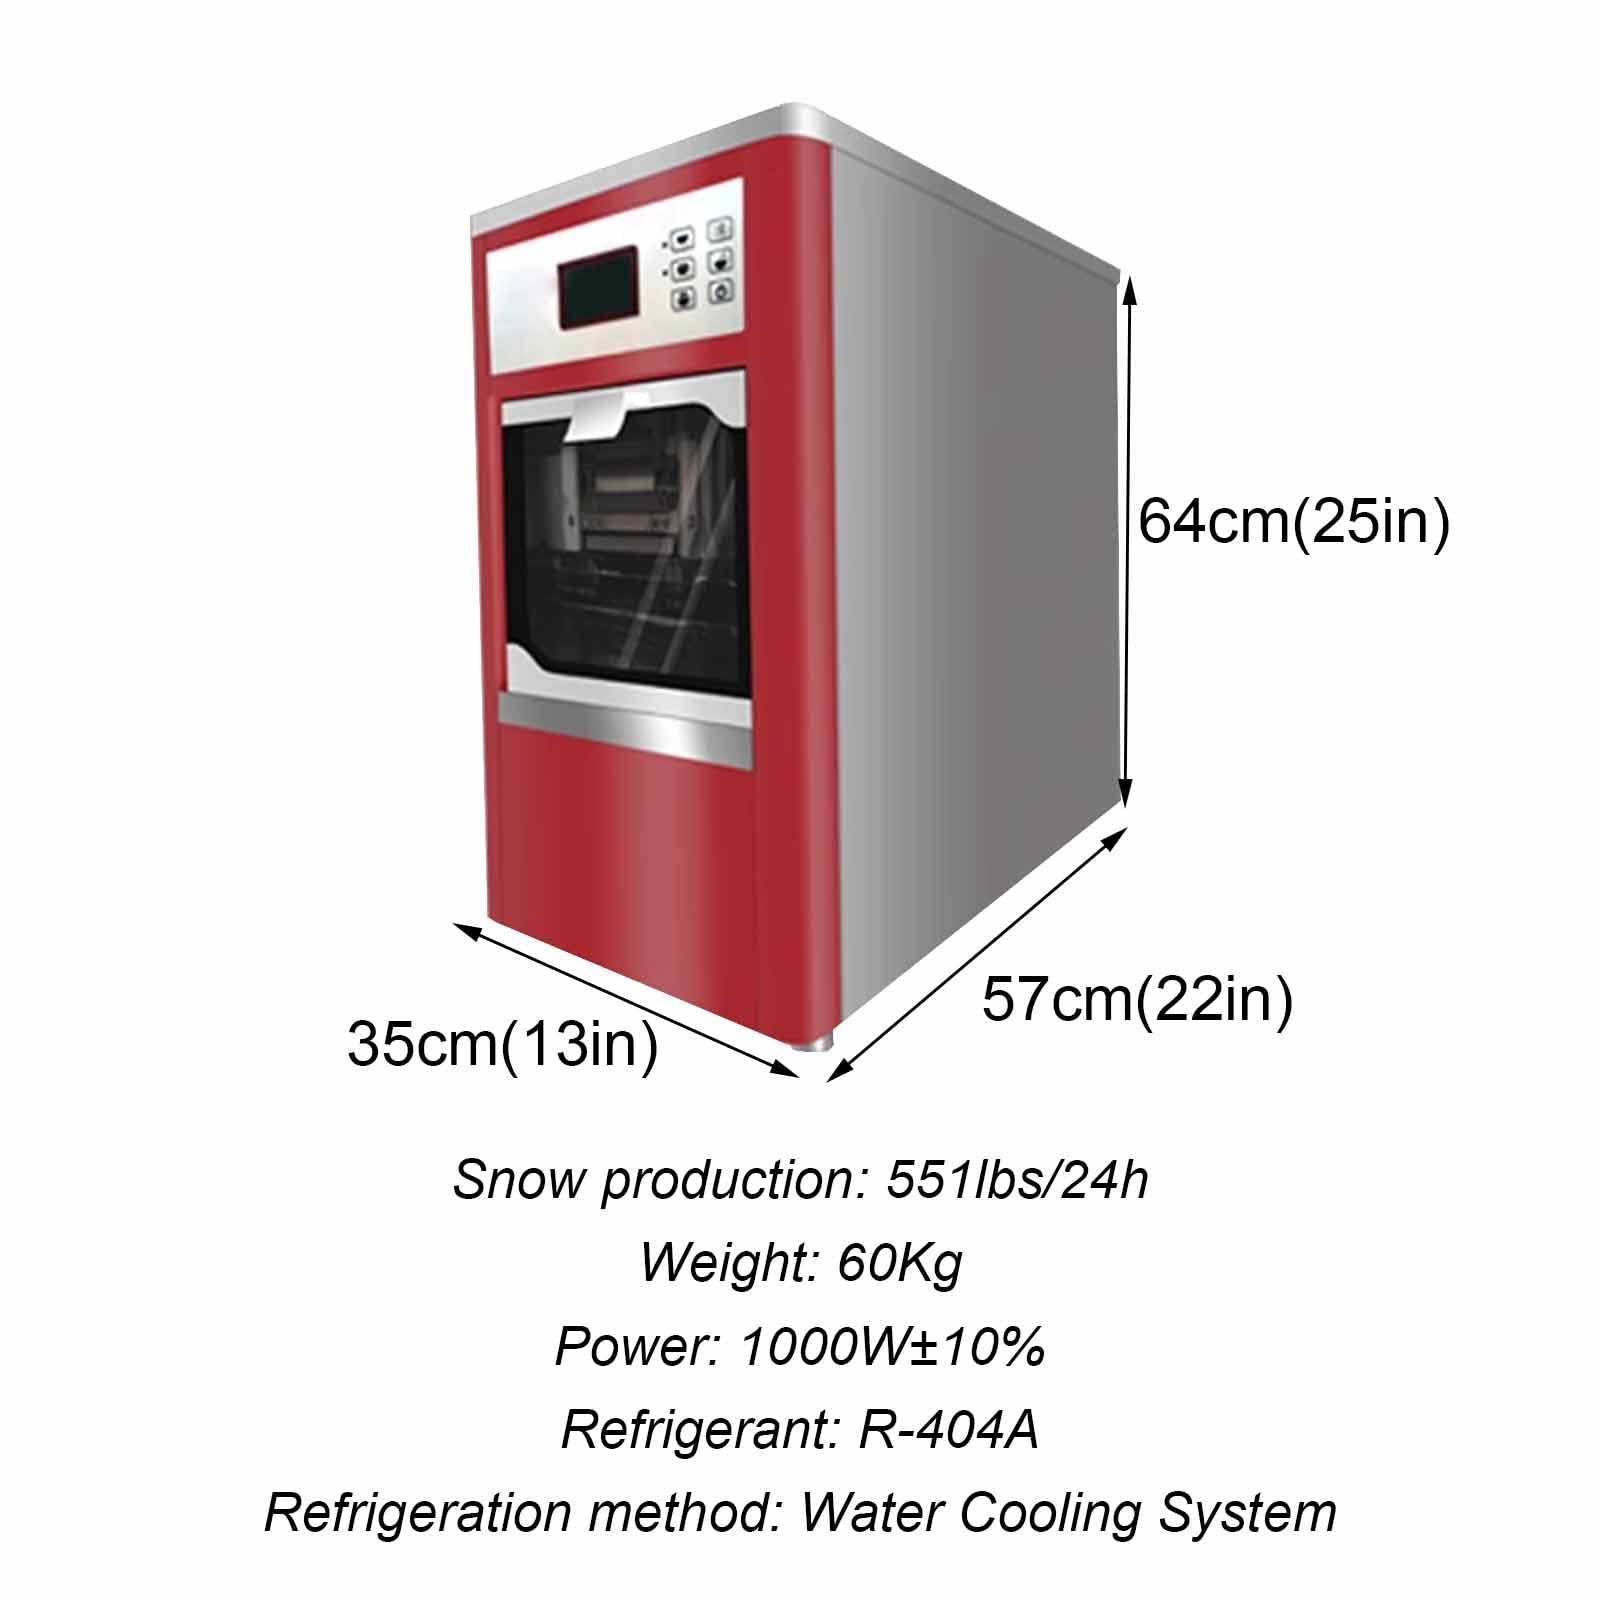 64cm(25in)
57cm(22in)
35cm(13in)
Snow production: 551lbs/24h
Weight: 60Kg
Power: 1000W±10%
Refrigerant: R-404A
Refrigeration method: Water Cooling System